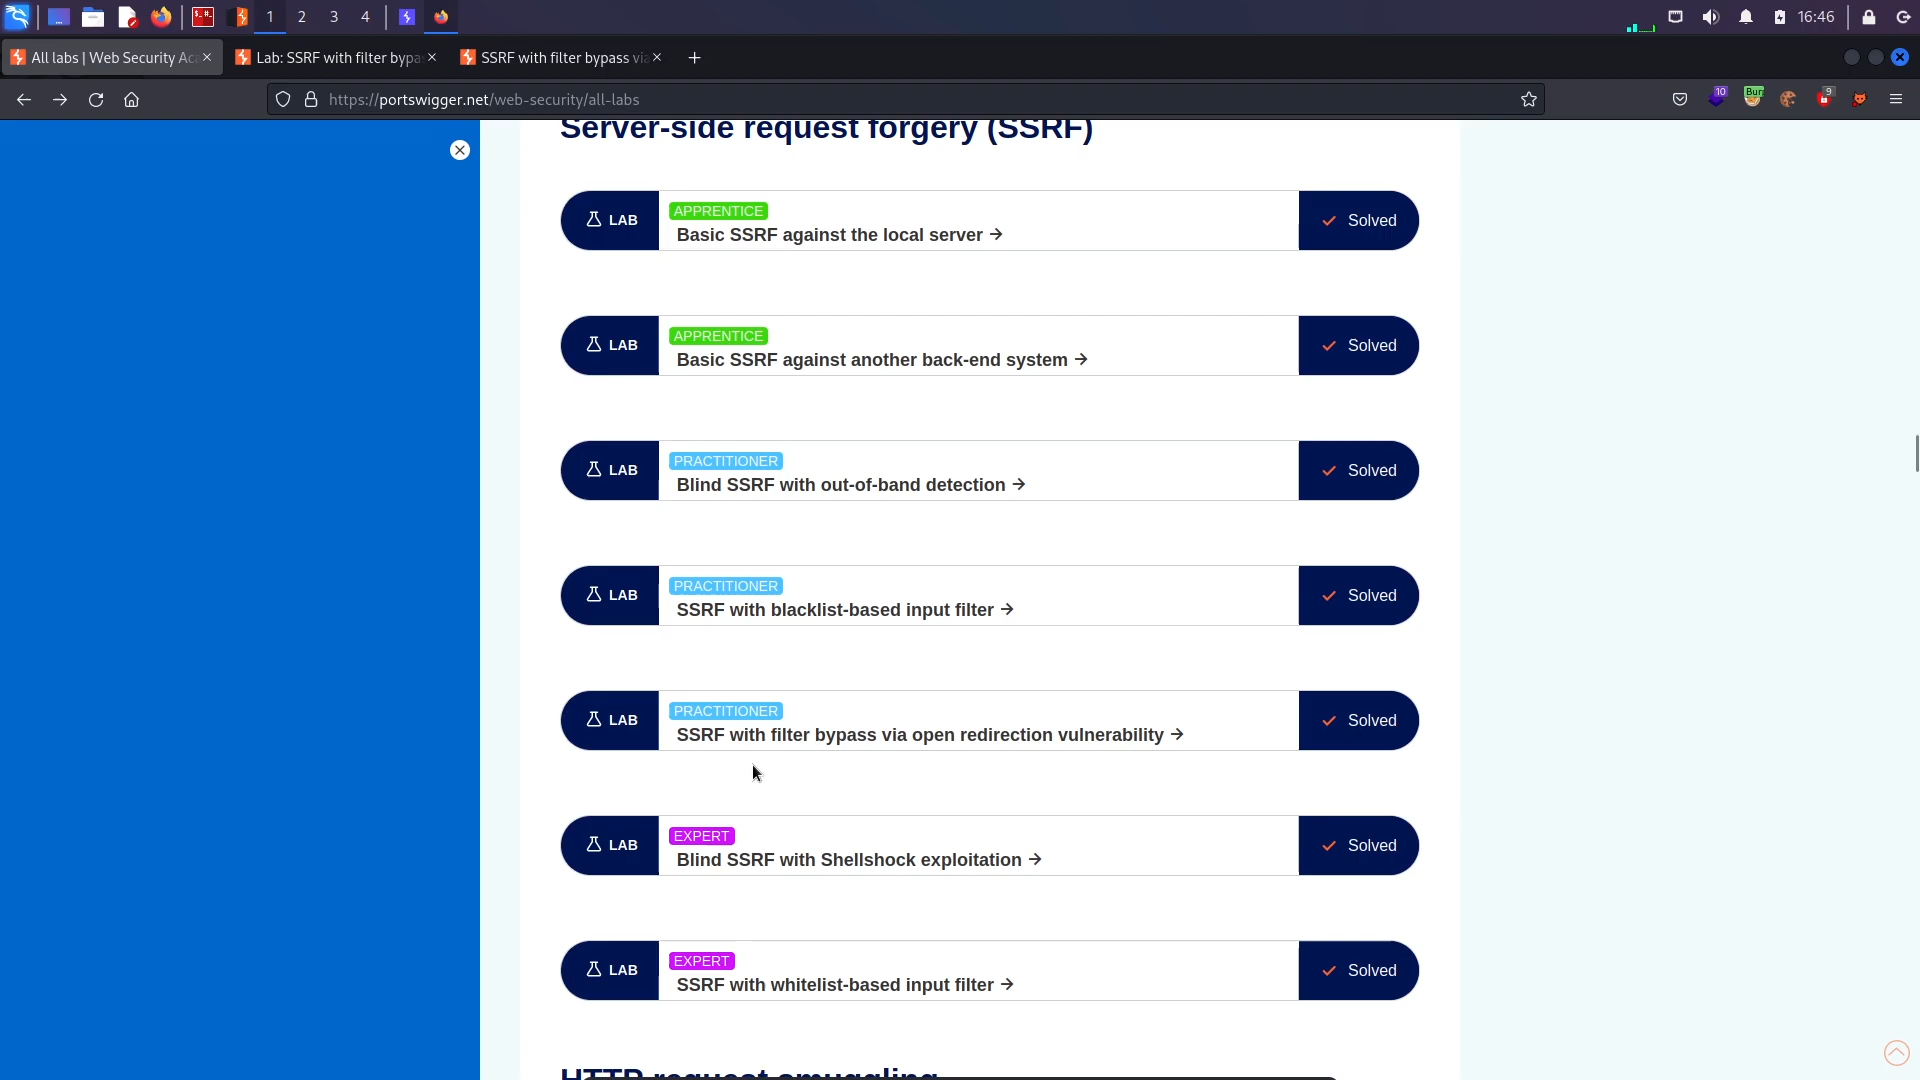 1 2 3 4 16:46
All labs | Web Security Ac
Lab: SSRF with filter bypa
SSRF with filter bypass via
https://portswigger.net/web-security/all-labs
10 9
Server-side request forgery (SSRF)
LAB APPRENTICE Solved
Basic SSRF against the local server →
LAB APPRENTICE Solved
Basic SSRF against another back-end system →
LAB PRACTITIONER Solved
Blind SSRF with out-of-band detection →
LAB PRACTITIONER Solved
SSRF with blacklist-based input filter →
LAB PRACTITIONER Solved
SSRF with filter bypass via open redirection vulnerability →
LAB EXPERT Solved
Blind SSRF with Shellshock exploitation →
LAB EXPERT Solved
SSRF with whitelist-based input filter →
HTTP request smuggling